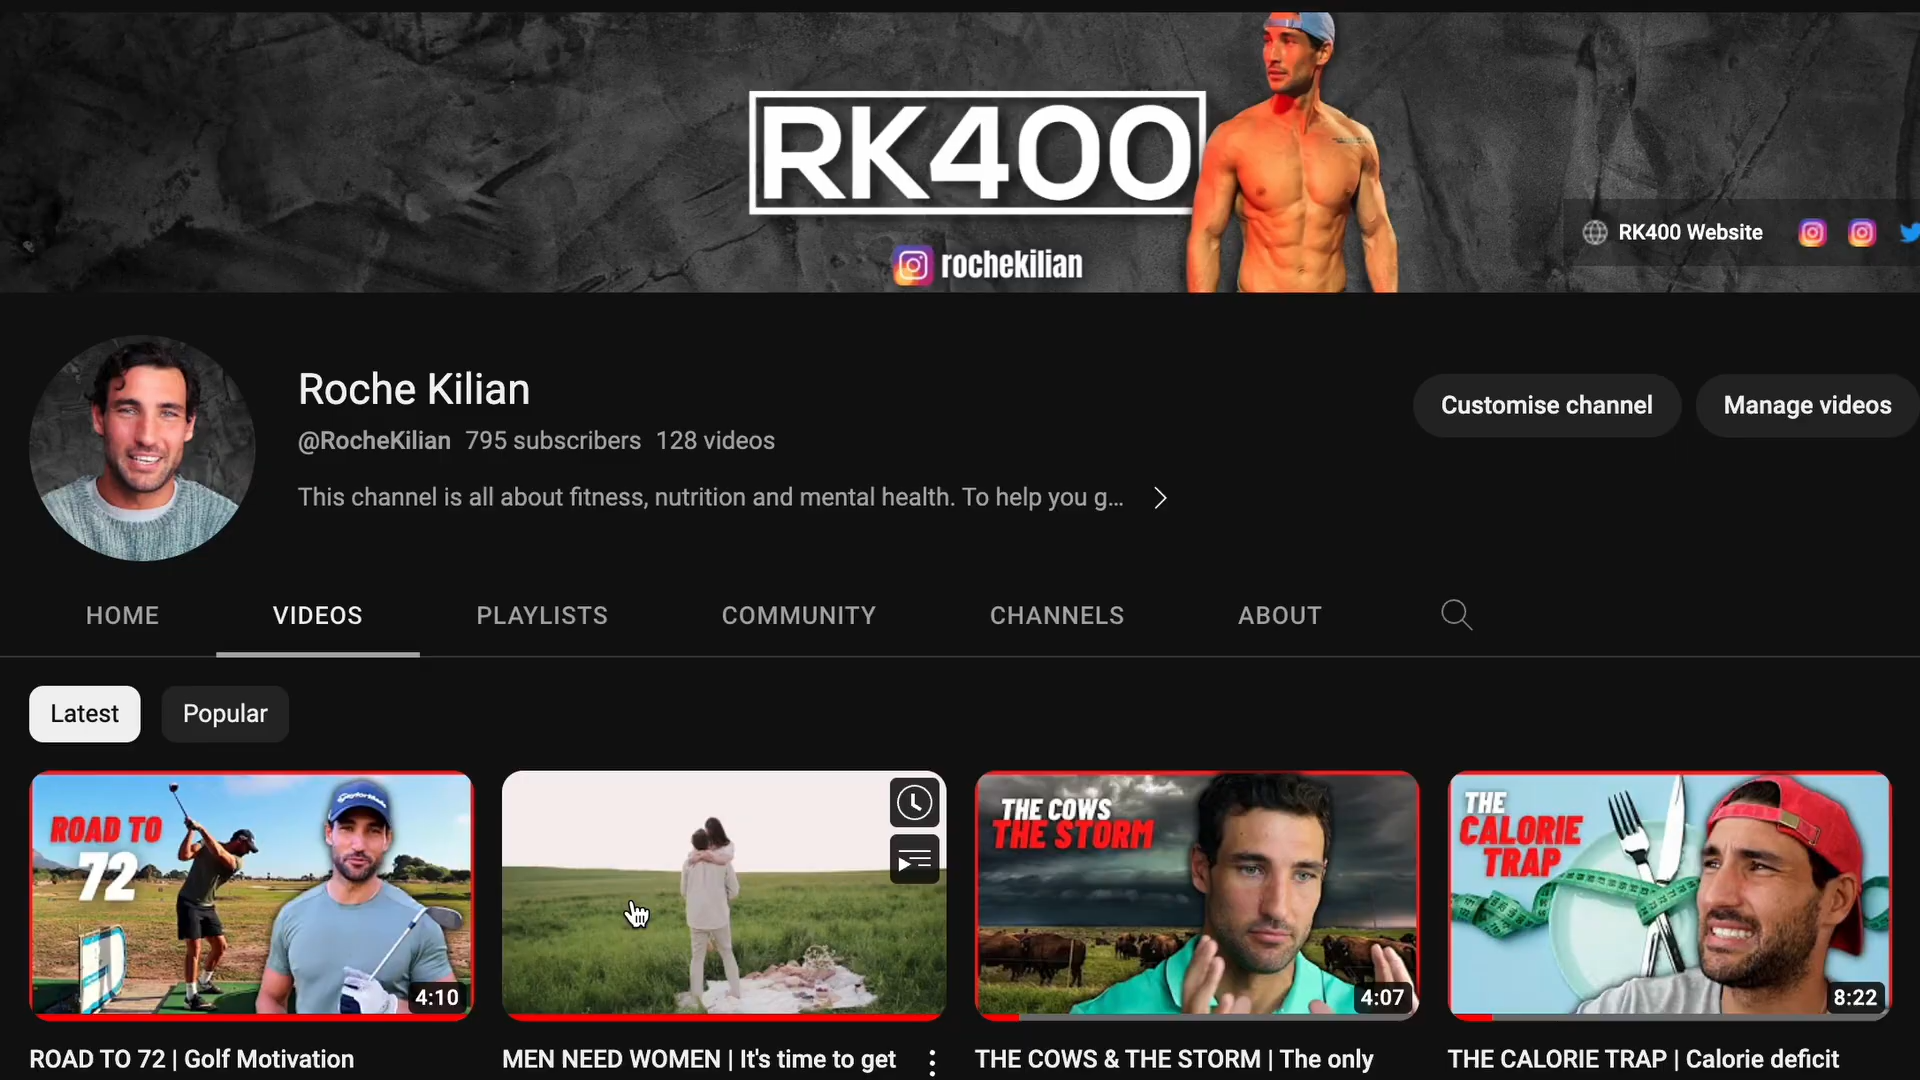 RK400
rochekilian
RK400 Website
Roche Kilian
@RocheKilian 795 subscribers 128 videos
Customise channel
Manage videos
This channel is all about fitness, nutrition and mental health. To help you g...
HOME VIDEOS PLAYLISTS COMMUNITY CHANNELS ABOUT
Latest
Popular
ROAD TO
72
TaylorMade
4:10
THE COWS
THE STORM
4:07
THE
CALORIE
TRAP
8:22
ROAD TO 72 | Golf Motivation
MEN NEED WOMEN | It's time to get
THE COWS & THE STORM | The only
THE CALORIE TRAP | Calorie deficit